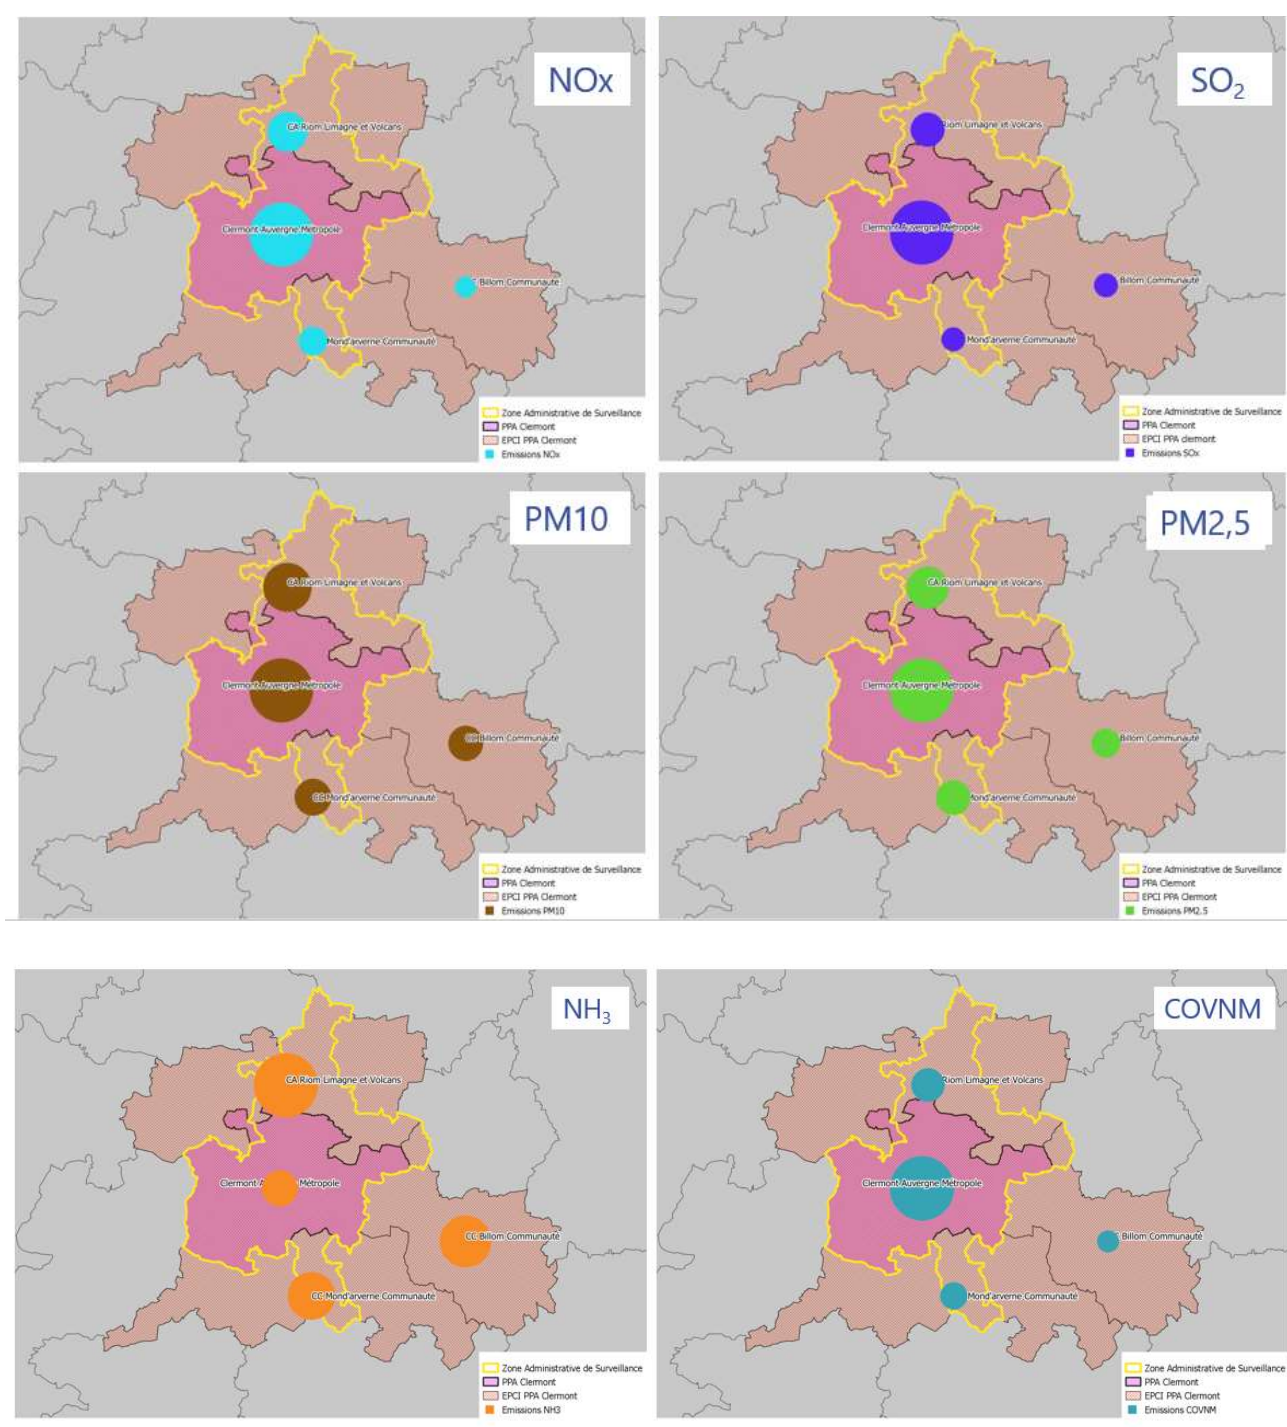 NOx
CA Riom Limagne et Volcans
Clermont Auvergne Métropole
Billom Communauté
Mond'arverne Communauté
Zone Administrative de Surveillance
PPA Clermont
EPCI PPA Clermont
Emissions NOx
SO₂
Riom Limagne et Volcans
Clermont Auvergne Métropole
Billom Communauté
Mond'arverne Communauté
Zone Administrative de Surveillance
PPA Clermont
EPCI PPA clermont
Emissions SOx
PM10
CA Riom Limagne et Volcans
Clermont Auvergne Métropole
CC Billom Communauté
CC Mond'arverne Communauté
Zone Administrative de Surveillance
PPA Clermont
EPCI PPA Clermont
Emissions PM10
PM2,5
CA Riom Limagne et Volcans
Clermont Auvergne Métropole
Billom Communauté
Mond'arverne Communauté
Zone Administrative de Surveillance
PPA Clermont
EPCI PPA Clermont
Emissions PM2.5
NH₃
CA Riom Limagne et Volcans
Clermont Métropole
CC Billom Communauté
CC Mond'arverne Communauté
Zone Administrative de Surveillance
PPA Clermont
EPCI PPA Clermont
Emissions NH3
COVNM
Riom Limagne et Volcans
Clermont Auvergne Métropole
Billom Communauté
Mond'arverne Communauté
Zone Administrative de Surveillance
PPA Clermont
EPCI PPA Clermont
Emissions COVNM